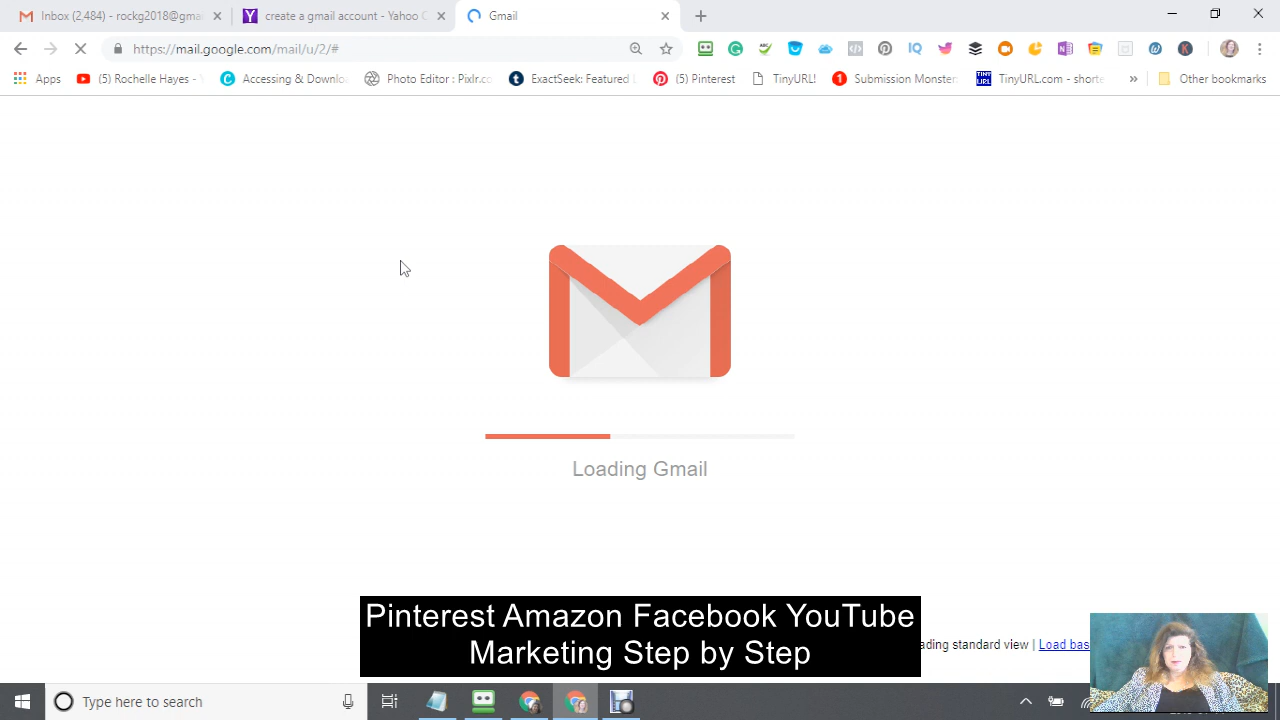 Inbox (2,484) - rockg2018@gma
create a gmail account - Yahoo C
Gmail
https://mail.google.com/mail/u/2/#
Apps
(5) Rochelle Hayes -
Accessing & Downlo
Photo Editor : Pixlr.co
ExactSeek: Featured
(5) Pinterest
TinyURL!
Submission Monster
TinyURL.com - shorte
Other bookmarks
Loading Gmail
Pinterest Amazon Facebook YouTube
Marketing Step by Step
ading standard view | Load bas
Type here to search